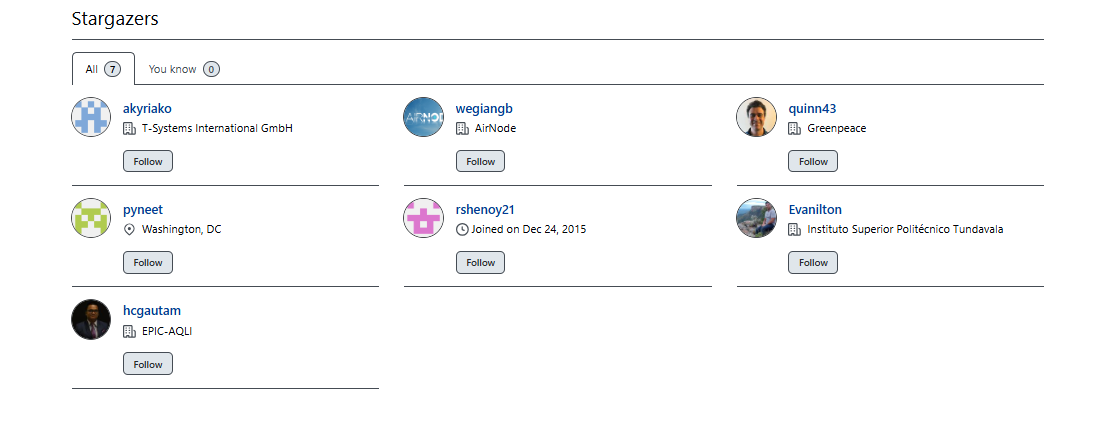 Stargazers
All 7
You know 0
akyriako
T-Systems International GmbH
Follow
wegiangb
AirNode
AIRNOD
Follow
quinn43
Greenpeace
Follow
pyneet
Washington, DC
Follow
rshenoy21
Joined on Dec 24, 2015
Follow
Evanilton
Instituto Superior Politécnico Tundavala
Follow
hcgautam
EPIC-AQLI
Follow